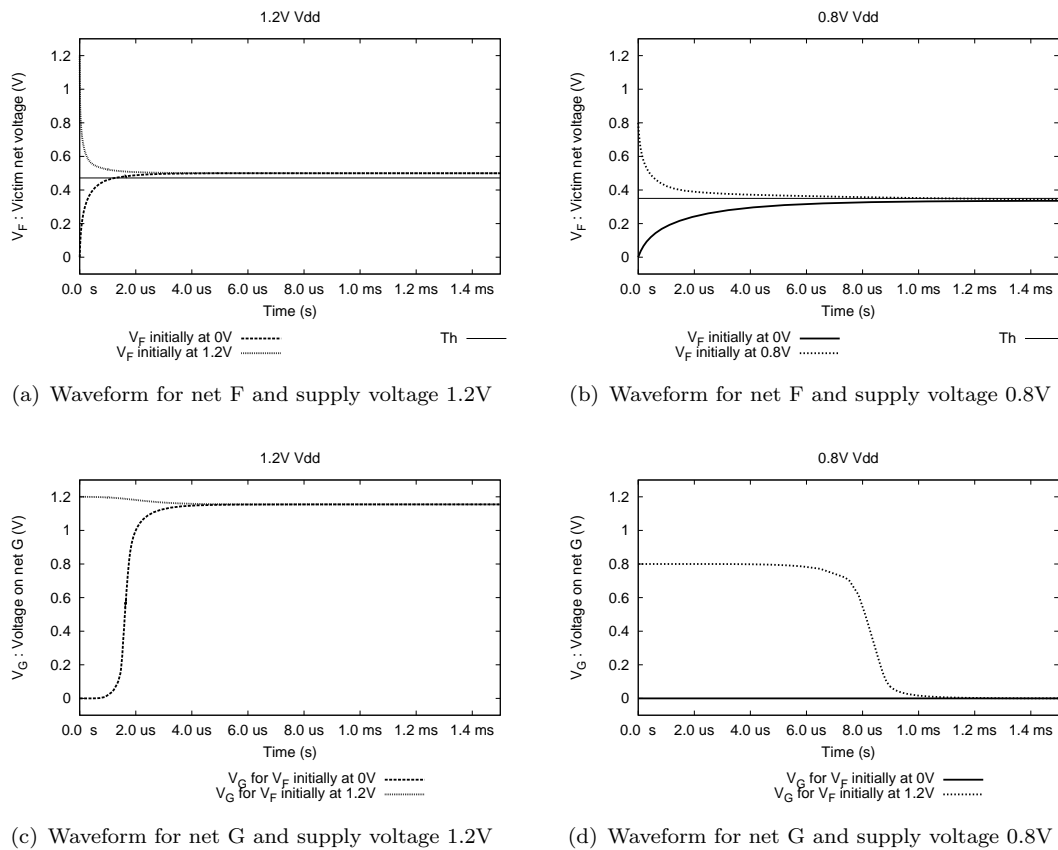 1.2V Vdd
V_F : Victim net voltage (V)
1.2
1
0.8
0.6
0.4
0.2
0
0.0 s 2.0 us 4.0 us 6.0 us 8.0 us 1.0 ms 1.2 ms 1.4 ms
Time (s)
V_F initially at 0V
V_F initially at 1.2V
Th
(a) Waveform for net F and supply voltage 1.2V
0.8V Vdd
V_F : Victim net voltage (V)
1.2
1
0.8
0.6
0.4
0.2
0
0.0 s 2.0 us 4.0 us 6.0 us 8.0 us 1.0 ms 1.2 ms 1.4 ms
Time (s)
V_F initially at 0V
V_F initially at 0.8V
Th
(b) Waveform for net F and supply voltage 0.8V
1.2V Vdd
V_G : Voltage on net G (V)
1.2
1
0.8
0.6
0.4
0.2
0
0.0 s 2.0 us 4.0 us 6.0 us 8.0 us 1.0 ms 1.2 ms 1.4 ms
Time (s)
V_G for V_F initially at 0V
V_G for V_F initially at 1.2V
(c) Waveform for net G and supply voltage 1.2V
0.8V Vdd
V_G : Voltage on net G (V)
1.2
1
0.8
0.6
0.4
0.2
0
0.0 s 2.0 us 4.0 us 6.0 us 8.0 us 1.0 ms 1.2 ms 1.4 ms
Time (s)
V_G for V_F initially at 0V
V_G for V_F initially at 1.2V
(d) Waveform for net G and supply voltage 0.8V